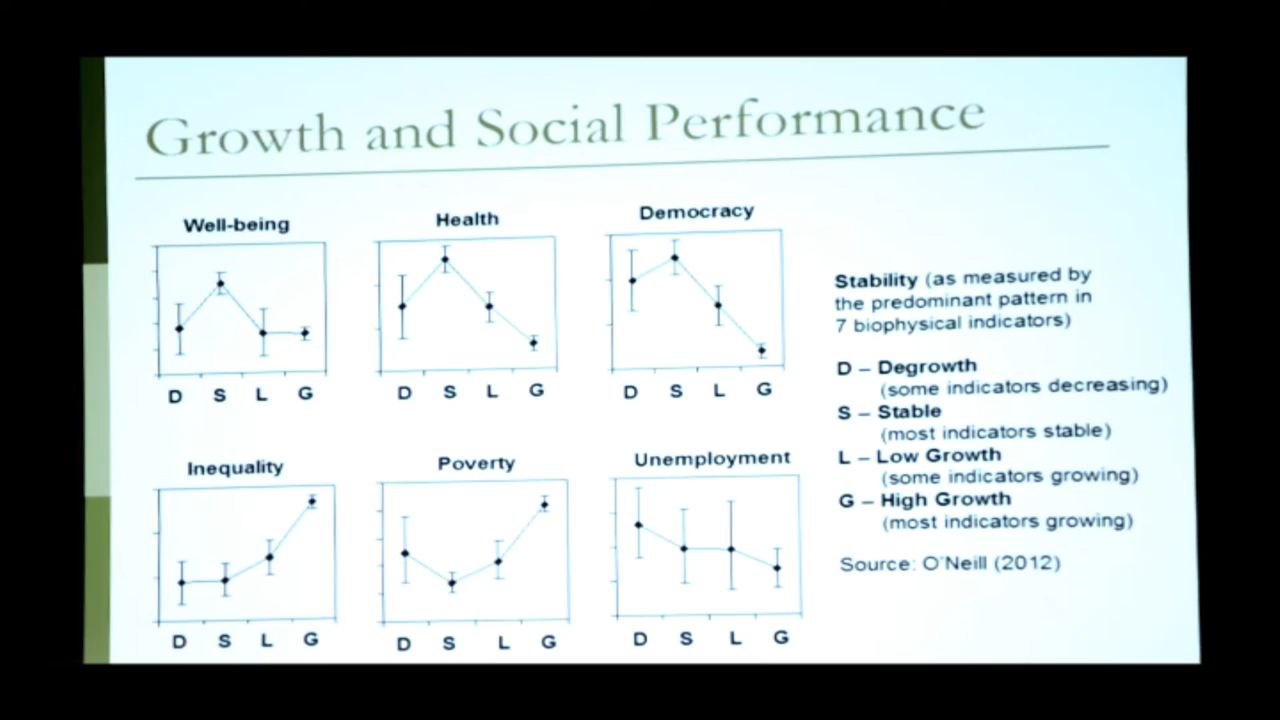 Growth and Social Performance
Well-being
D S L G
Health
D S L G
Democracy
D S L G
Inequality
D S L G
Poverty
D S L G
Unemployment
D S L G
Stability (as measured by
the predominant pattern in
7 biophysical indicators)
D – Degrowth
(some indicators decreasing)
S – Stable
(most indicators stable)
L – Low Growth
(some indicators growing)
G – High Growth
(most indicators growing)
Source: O'Neill (2012)